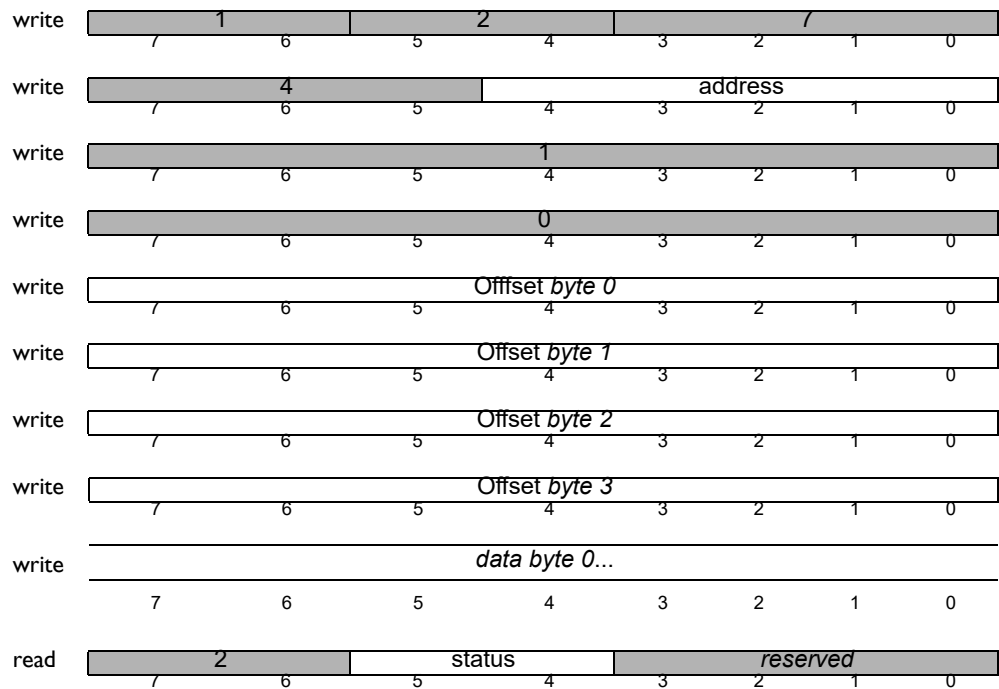 write 1 2 7
7 6 5 4 3 2 1 0
write 4 address
7 6 5 4 3 2 1 0
write 1
7 6 5 4 3 2 1 0
write 0
7 6 5 4 3 2 1 0
write Offfset byte 0
7 6 5 4 3 2 1 0
write Offset byte 1
7 6 5 4 3 2 1 0
write Offset byte 2
7 6 5 4 3 2 1 0
write Offset byte 3
7 6 5 4 3 2 1 0
write data byte 0...
7 6 5 4 3 2 1 0
read 2 status reserved
7 6 5 4 3 2 1 0